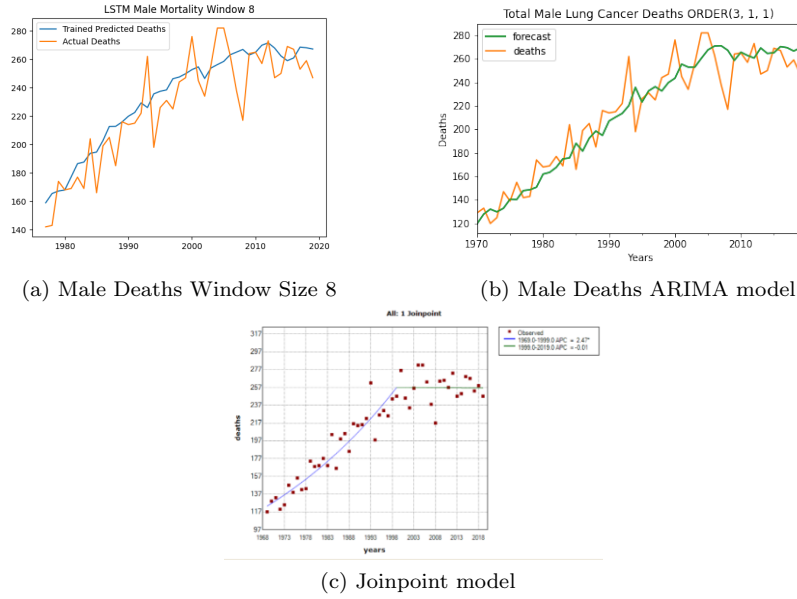 LSTM Male Mortality Window 8
Trained Predicted Deaths
Actual Deaths
280
260
240
220
200
180
160
140
1980
1990
2000
2010
2020
(a) Male Deaths Window Size 8
Total Male Lung Cancer Deaths ORDER(3, 1, 1)
forecast
deaths
Deaths
280
260
240
220
200
180
160
140
120
1970
1980
1990
2000
2010
Years
(b) Male Deaths ARIMA model
All: 1 Joinpoint
Observed
1969.0-1999.0 APC = 2.47*
1999.0-2019.0 APC = -0.01
deaths
317
297
277
257
237
217
197
177
157
137
117
97
1968
1973
1978
1983
1988
1993
1998
2003
2008
2013
2018
years
(c) Joinpoint model